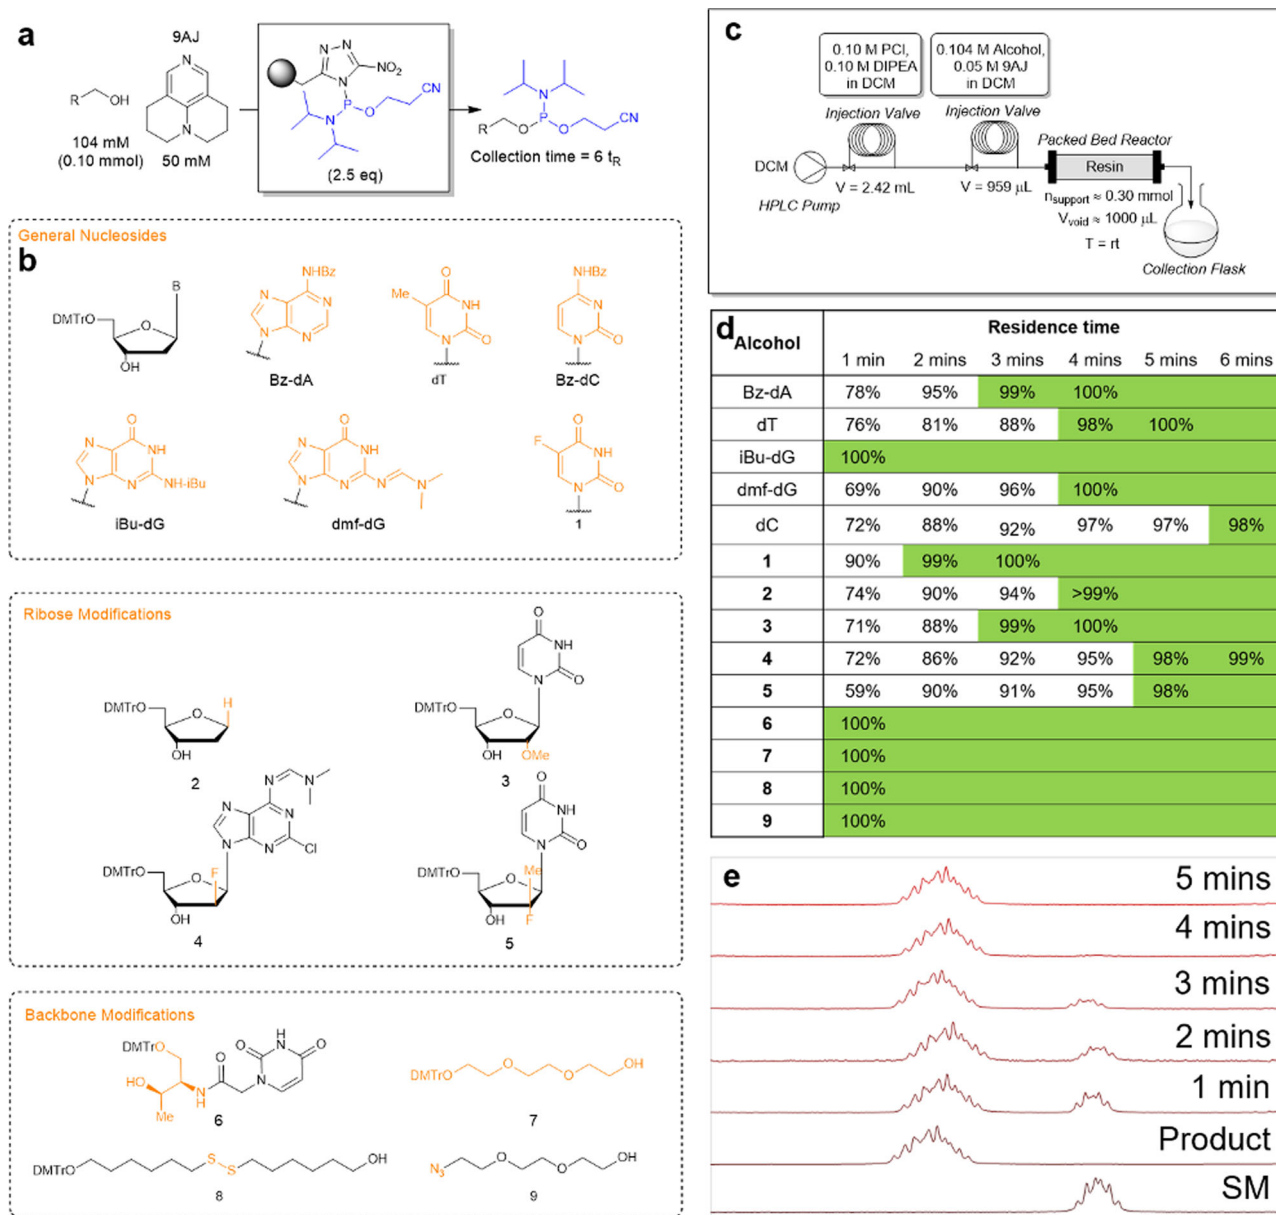 a
9AJ
R
OH
104 mM
(0.10 mmol)
N
N
50 mM
N
N
N
NO₂
N
P
O
CN
N
(2.5 eq)
N
R
O
P
O
CN
Collection time = 6 tR
General Nucleosides
b
DMTrO
O
B
OH
NHBz
N
N
N
N
Bz-dA
Me
O
NH
N
O
dT
NHBz
N
N
O
Bz-dC
O
N
NH
N
N
NH-iBu
iBu-dG
O
N
NH
N
N
N
N
dmf-dG
O
F
NH
N
O
1
Ribose Modifications
DMTrO
O
H
OH
2
O
NH
N
O
DMTrO
O
OH
OMe
3
N
N
N
N
N
N
Cl
DMTrO
O
F
OH
4
O
NH
N
O
DMTrO
O
Me
OH
F
5
Backbone Modifications
DMTrO
HO
N
H
Me
O
N
O
NH
O
6
DMTrO
O
O
OH
7
DMTrO
S
S
OH
8
N₃
O
O
OH
9
c
0.10 M PCI,
0.10 M DIPEA
in DCM
0.104 M Alcohol,
0.05 M 9AJ
in DCM
Injection Valve
Injection Valve
Packed Bed Reactor
DCM
Resin
HPLC Pump
V = 2.42 mL
V = 959 μL
nsupport ≈ 0.30 mmol
Vvoid ≈ 1000 μL
T = rt
Collection Flask
d
Alcohol
Residence time
1 min 2 mins 3 mins 4 mins 5 mins 6 mins
Bz-dA 78% 95% 99% 100%
dT 76% 81% 88% 98% 100%
iBu-dG 100%
dmf-dG 69% 90% 96% 100%
dC 72% 88% 92% 97% 97% 98%
1 90% 99% 100%
2 74% 90% 94% >99%
3 71% 88% 99% 100%
4 72% 86% 92% 95% 98% 99%
5 59% 90% 91% 95% 98%
6 100%
7 100%
8 100%
9 100%
e
5 mins
4 mins
3 mins
2 mins
1 min
Product
SM